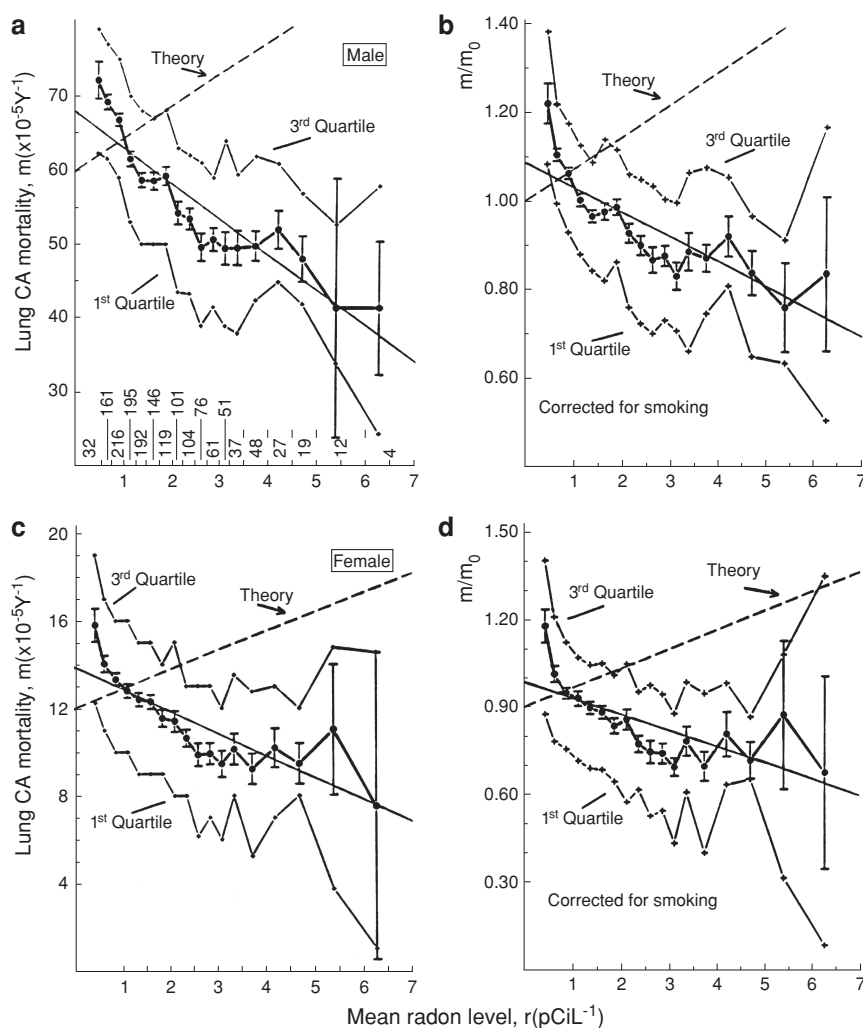 a
Lung CA mortality, m(x10⁻⁵Y⁻¹)
70
60
50
40
30
Theory
Male
3rd Quartile
1st Quartile
32
161
216
195
192
146
119
101
104
76
61
51
37
48
27
19
12
4
1 2 3 4 5 6 7
b
m/m₀
1.40
1.20
1.00
0.80
0.60
Theory
3rd Quartile
1st Quartile
Corrected for smoking
1 2 3 4 5 6 7
c
Lung CA mortality, m(x10⁻⁵Y⁻¹)
20
16
12
8
4
3rd Quartile
Female
Theory
1st Quartile
1 2 3 4 5 6 7
d
m/m₀
1.50
1.20
0.90
0.60
0.30
3rd Quartile
Theory
1st Quartile
Corrected for smoking
1 2 3 4 5 6 7
Mean radon level, r(pCiL⁻¹)